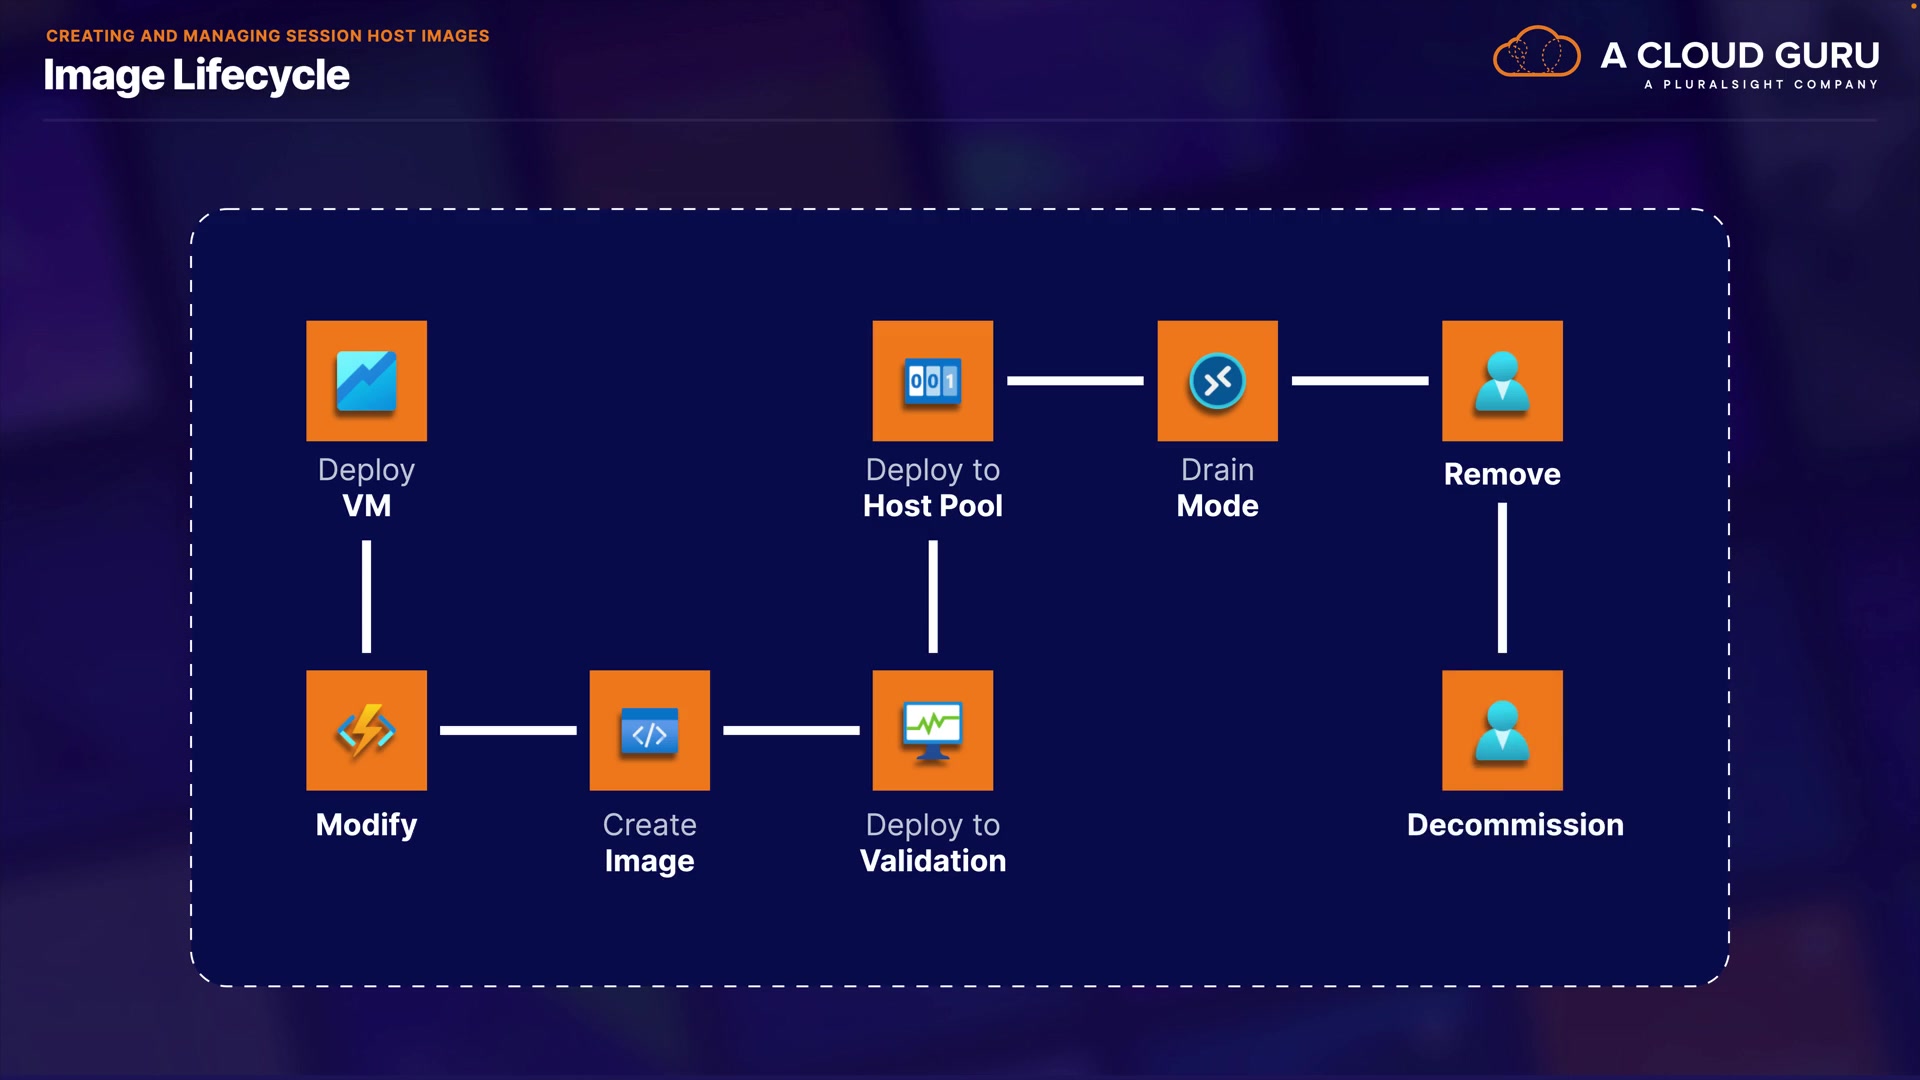 CREATING AND MANAGING SESSION HOST IMAGES
Image Lifecycle
A CLOUD GURU
A PLURALSIGHT COMPANY
Deploy
VM
001
Deploy to
Host Pool
Drain
Mode
Remove
Modify
</>
Create
Image
Deploy to
Validation
Decommission